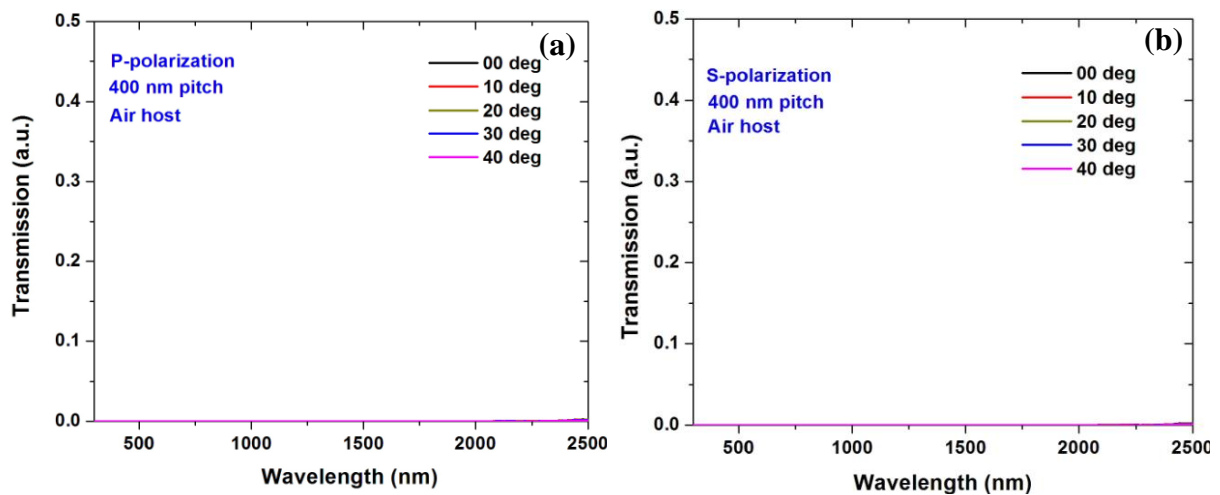 (a)
P-polarization
400 nm pitch
Air host
00 deg
10 deg
20 deg
30 deg
40 deg
0.5
0.4
0.3
0.2
0.1
0.0
Transmission (a.u.)
500 1000 1500 2000 2500
Wavelength (nm)
(b)
S-polarization
400 nm pitch
Air host
00 deg
10 deg
20 deg
30 deg
40 deg
0.5
0.4
0.3
0.2
0.1
0.0
Transmission (a.u.)
500 1000 1500 2000 2500
Wavelength (nm)